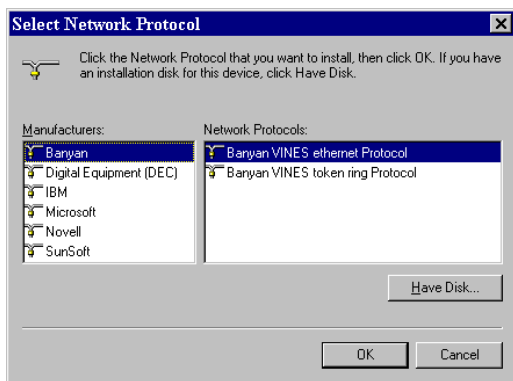 Select Network Protocol
Click the Network Protocol that you want to install, then click OK. If you have
an installation disk for this device, click Have Disk.
Manufacturers:
Banyan
Digital Equipment (DEC)
IBM
Microsoft
Novell
SunSoft
Network Protocols:
Banyan VINES ethernet Protocol
Banyan VINES token ring Protocol
Have Disk...
OK
Cancel